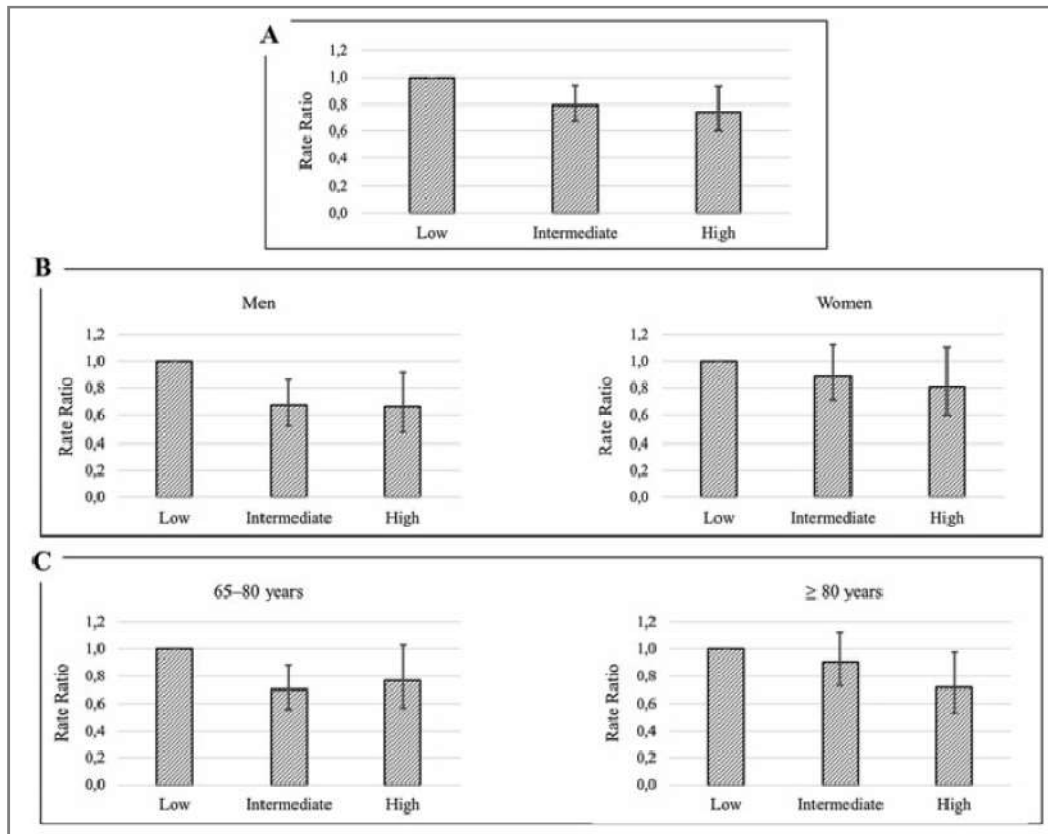 A
Rate Ratio
1,2
1,0
0,8
0,6
0,4
0,2
0,0
Low Intermediate High
B
Men
Rate Ratio
1,2
1,0
0,8
0,6
0,4
0,2
0,0
Low Intermediate High
Women
Rate Ratio
1,2
1,0
0,8
0,6
0,4
0,2
0,0
Low Intermediate High
C
65–80 years
Rate Ratio
1,2
1,0
0,8
0,6
0,4
0,2
0,0
Low Intermediate High
≧ 80 years
Rate Ratio
1,2
1,0
0,8
0,6
0,4
0,2
0,0
Low Intermediate High